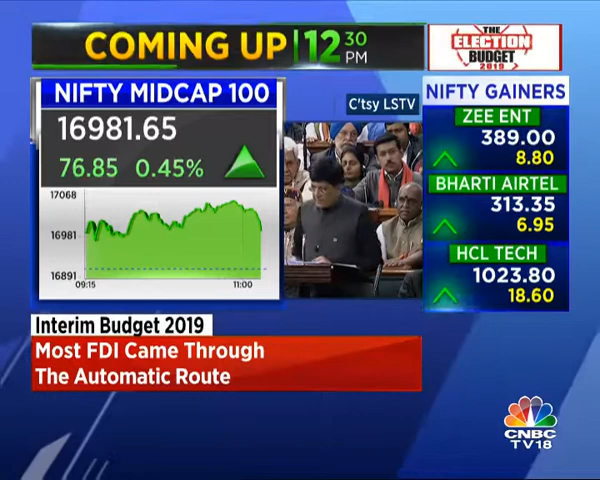 COMING UP 12 30 PM
THE ELECTION BUDGET 2019
NIFTY MIDCAP 100
16981.65
76.85 0.45%
17068
16981
16891
09:15 11:00
C'tsy LSTV
NIFTY GAINERS
ZEE ENT
389.00
8.80
BHARTI AIRTEL
313.35
6.95
HCL TECH
1023.80
18.60
Interim Budget 2019
Most FDI Came Through
The Automatic Route
CNBC
TV18